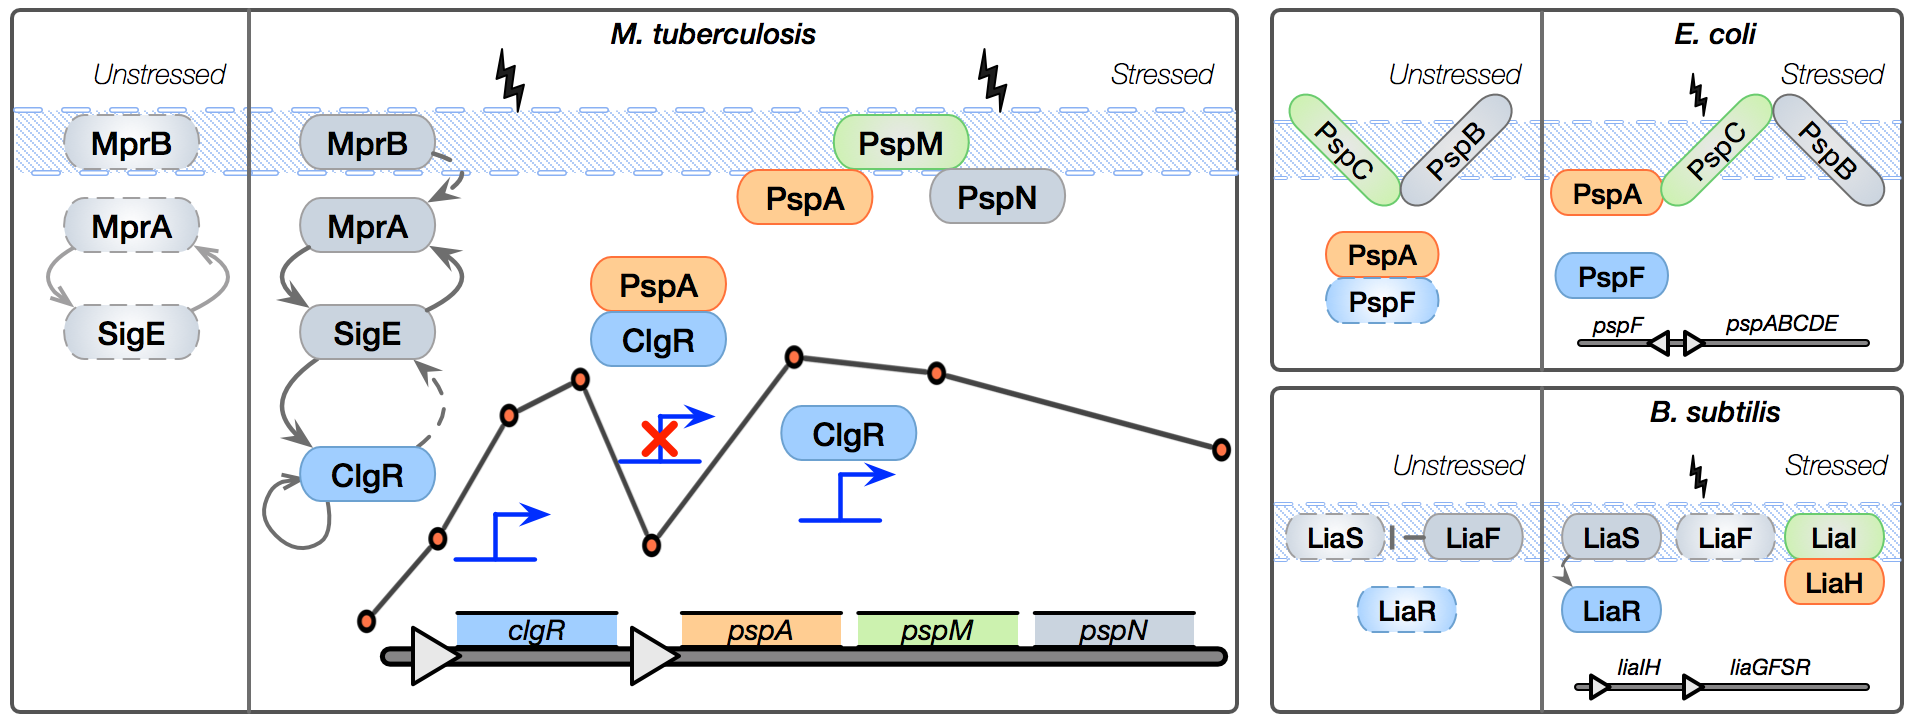 M. tuberculosis
Unstressed
Stressed
MprB
MprA
SigE
MprB
MprA
SigE
ClgR
PspM
PspA
PspN
PspA
ClgR
ClgR
clgR
pspA
pspM
pspN
E. coli
Unstressed
Stressed
PspC
PspB
PspA
PspF
PspC
PspB
PspA
PspF
pspF
pspABCDE
B. subtilis
Unstressed
Stressed
LiaS
LiaF
LiaR
LiaS
LiaF
LiaI
LiaH
LiaR
liaIH
liaGFSR